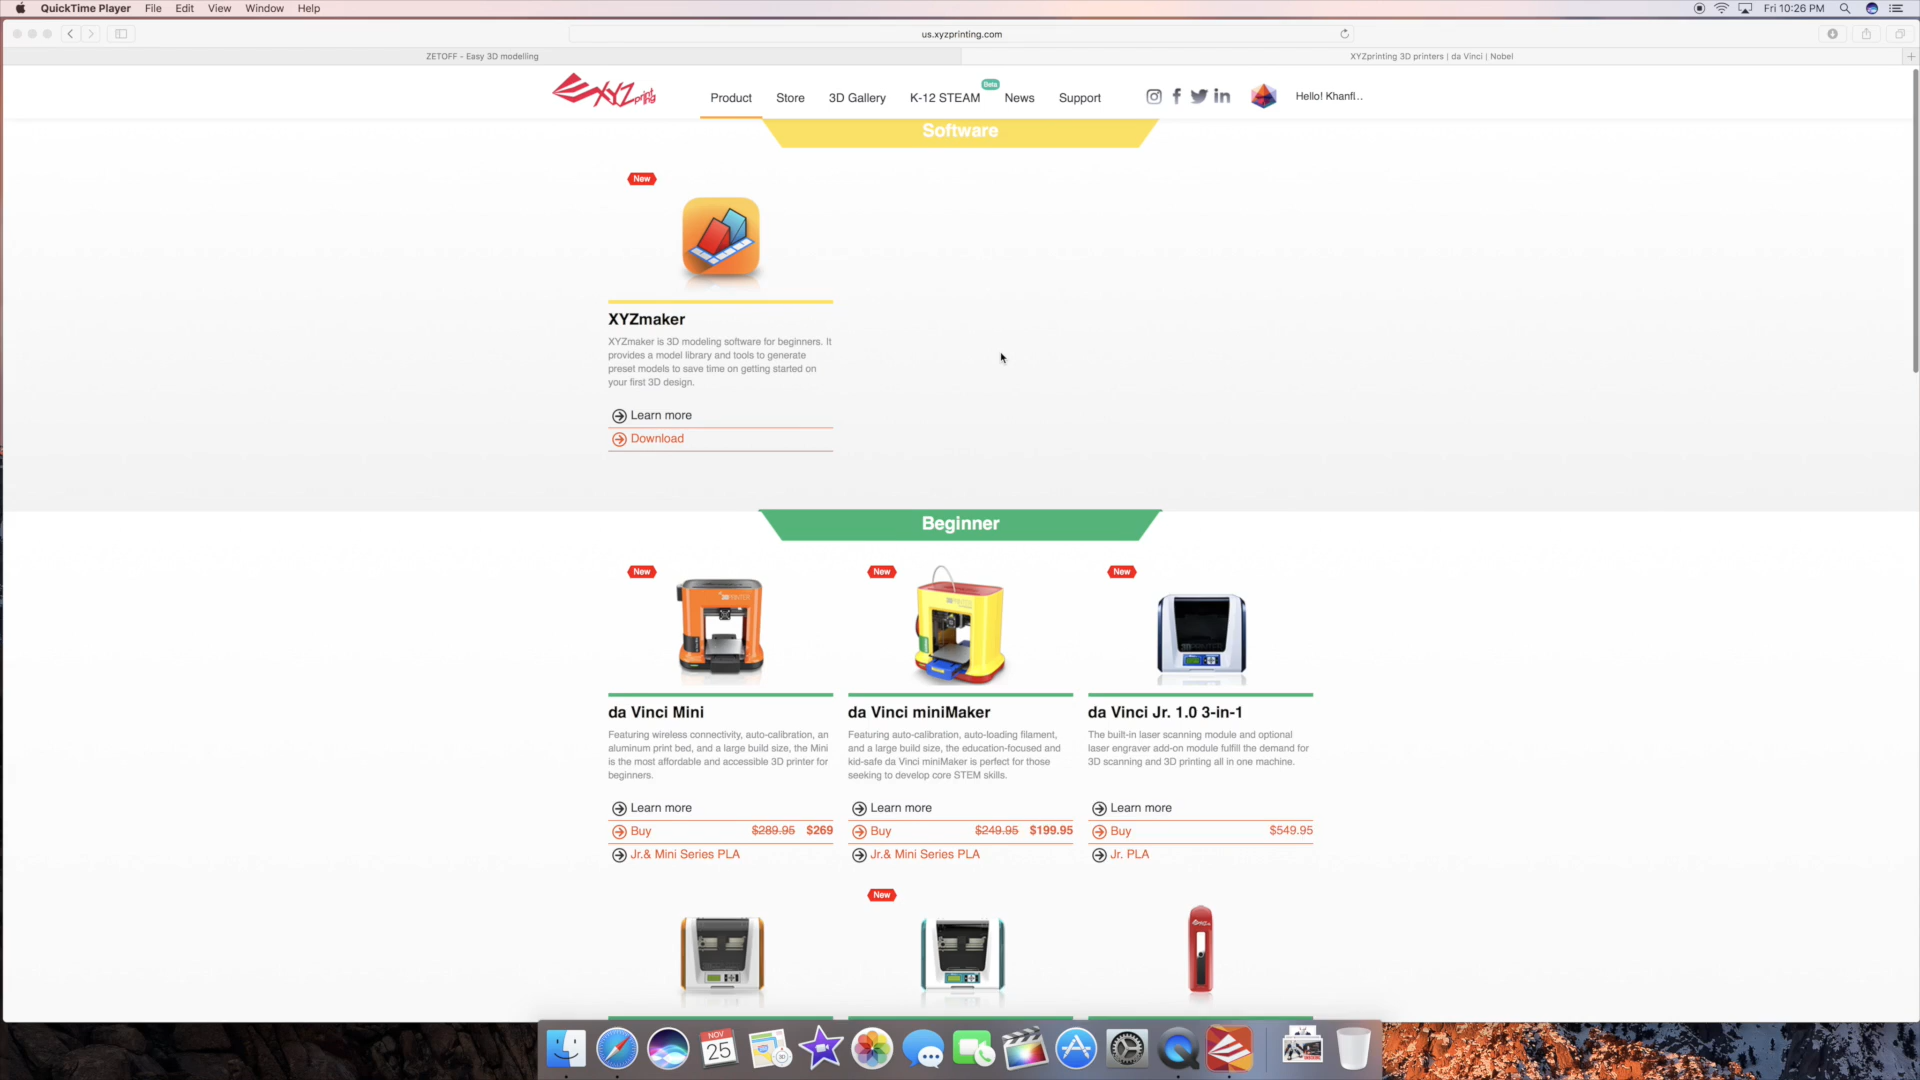 QuickTime Player File Edit View Window Help
Fri 10:26 PM
us.xyzprinting.com
ZETOFF - Easy 3D modelling
XYZprinting 3D printers | da Vinci | Nobel
XYZprinting
Product Store 3D Gallery K-12 STEAM Beta News Support
Hello! Khanfi..
Software
New
XYZmaker
XYZmaker is 3D modeling software for beginners. It
provides a model library and tools to generate
preset models to save time on getting started on
your first 3D design.
Learn more
Download
Beginner
New
da Vinci Mini
Featuring wireless connectivity, auto-calibration, an
aluminum print bed, and a large build size, the Mini
is the most affordable and accessible 3D printer for
beginners.
Learn more
Buy $289.95 $269
Jr.& Mini Series PLA
New
da Vinci miniMaker
Featuring auto-calibration, auto-loading filament,
and a large build size, the education-focused and
kid-safe da Vinci miniMaker is perfect for those
seeking to develop core STEM skills.
Learn more
Buy $249.95 $199.95
Jr.& Mini Series PLA
New
da Vinci Jr. 1.0 3-in-1
The built-in laser scanning module and optional
laser engraver add-on module fulfill the demand for
3D scanning and 3D printing all in one machine.
Learn more
Buy $549.95
Jr. PLA
New
NOV
25